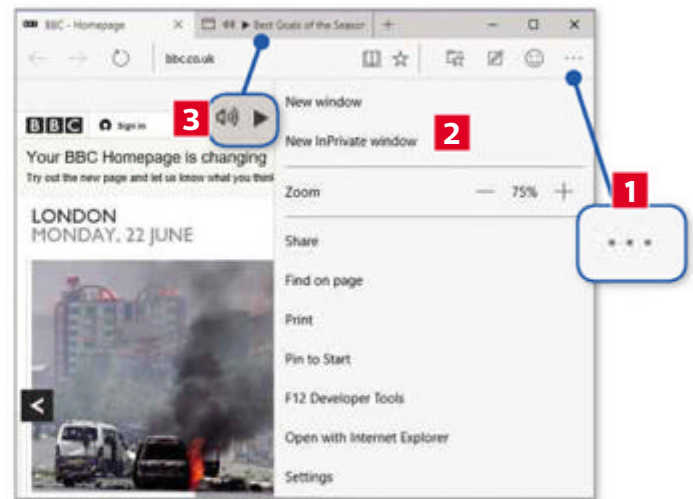 BBC - Homepage
Best Goals of the Season
bbc.co.uk
BBC Sign in
3
New window
New InPrivate window
2
Your BBC Homepage is changing
Try out the new page and let us know what you think
Zoom
75%
1
LONDON
MONDAY, 22 JUNE
Share
Find on page
Print
Pin to Start
F12 Developer Tools
Open with Internet Explorer
Settings